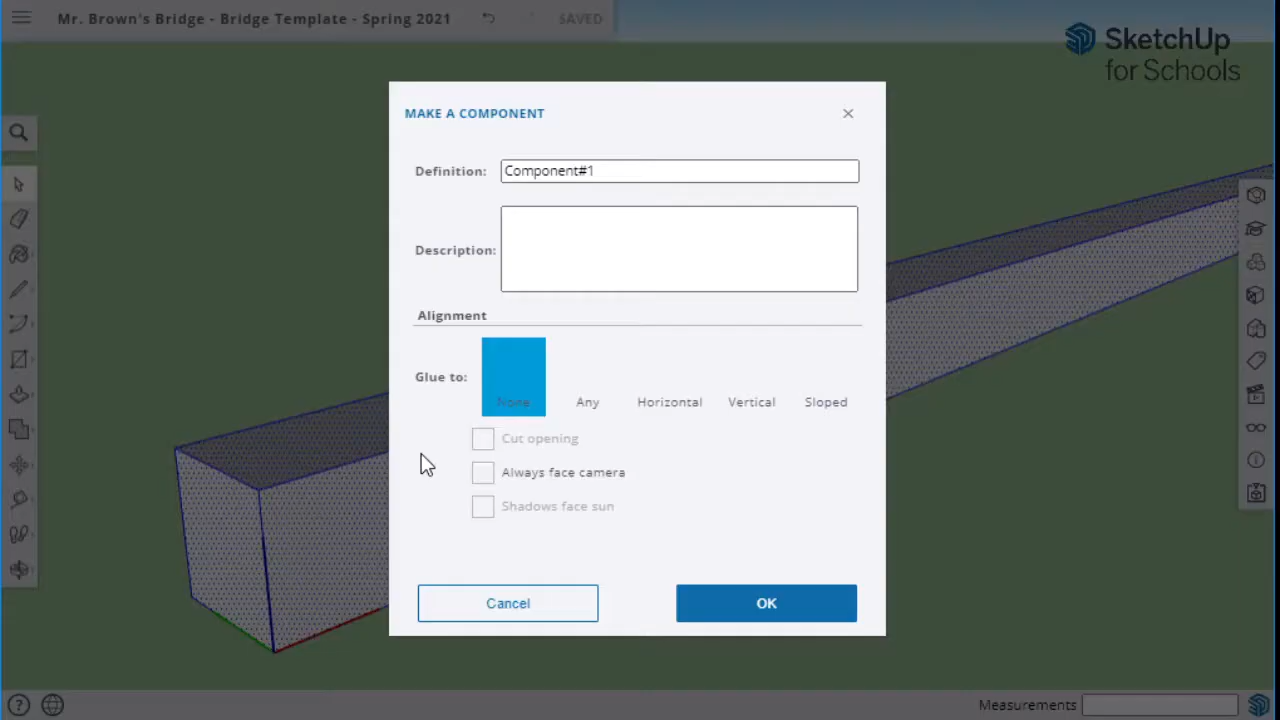 Mr. Brown's Bridge - Bridge Template - Spring 2021 SAVED
SketchUp
for Schools
MAKE A COMPONENT
Definition: Component#1
Description:
Alignment
Glue to: None Any Horizontal Vertical Sloped
Cut opening
Always face camera
Shadows face sun
Cancel OK
Measurements